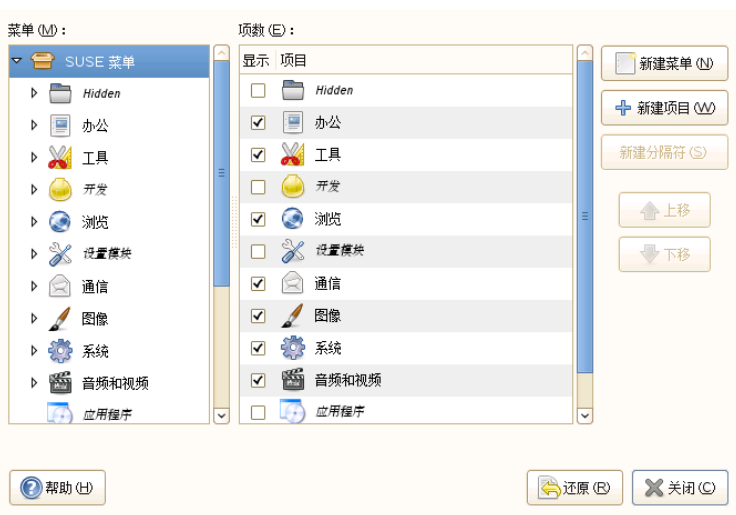 菜单(M)：
SUSE 菜单
Hidden
办公
工具
开发
浏览
设置模块
通信
图像
系统
音频和视频
应用程序
项数(E)：
显示 项目
Hidden
办公
工具
开发
浏览
设置模块
通信
图像
系统
音频和视频
应用程序
新建菜单(N)
新建项目(W)
新建分隔符(S)
上移
下移
帮助(H)
还原(R)
关闭(C)